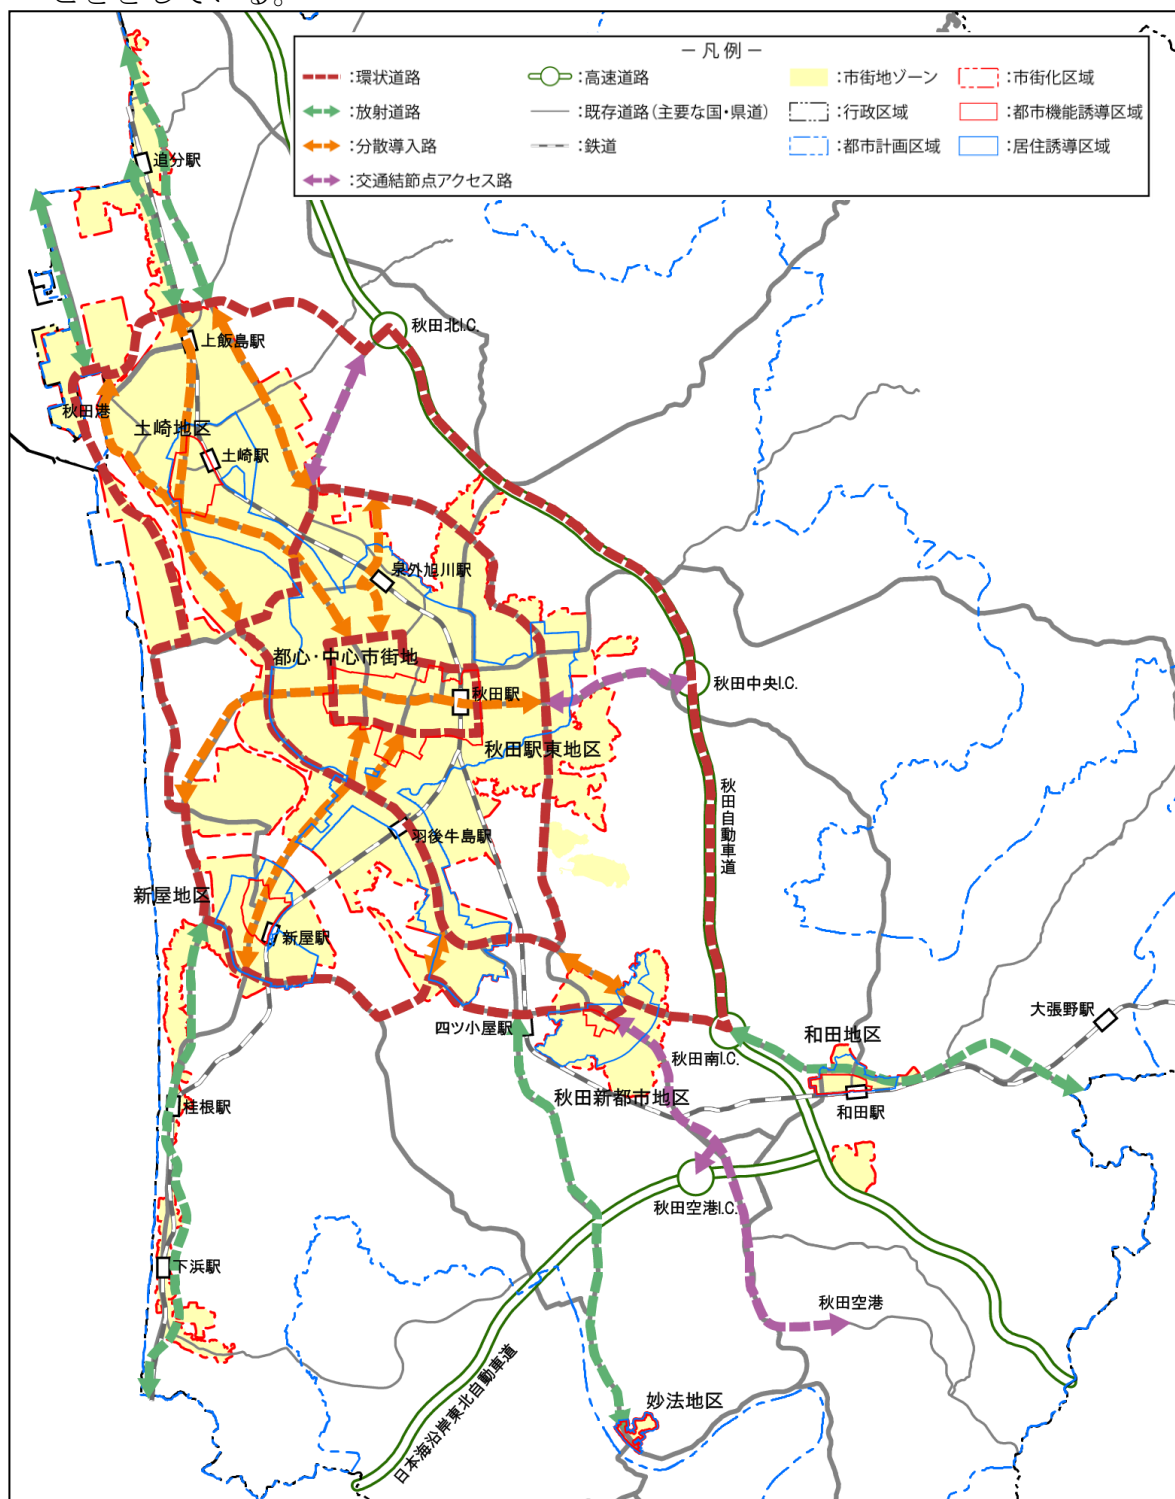 こととしている。
－ 凡 例 －
：環状道路
：高速道路
：市街地ゾーン
：市街化区域
：放射道路
：既存道路（主要な国・県道）
：行政区域
：都市機能誘導区域
：分散導入路
：鉄道
：都市計画区域
：居住誘導区域
：交通結節点アクセス路
追分駅
秋田北I.C.
上飯島駅
秋田港
土崎地区
土崎駅
泉外旭川駅
都心・中心市街地
秋田中央I.C.
秋田駅
秋田駅東地区
秋田自動車道
羽後牛島駅
新屋地区
新屋駅
大張野駅
四ツ小屋駅
和田地区
秋田南I.C.
秋田新都市地区
桂根駅
和田駅
秋田空港I.C.
下浜駅
秋田空港
日本海沿岸東北自動車道
妙法地区